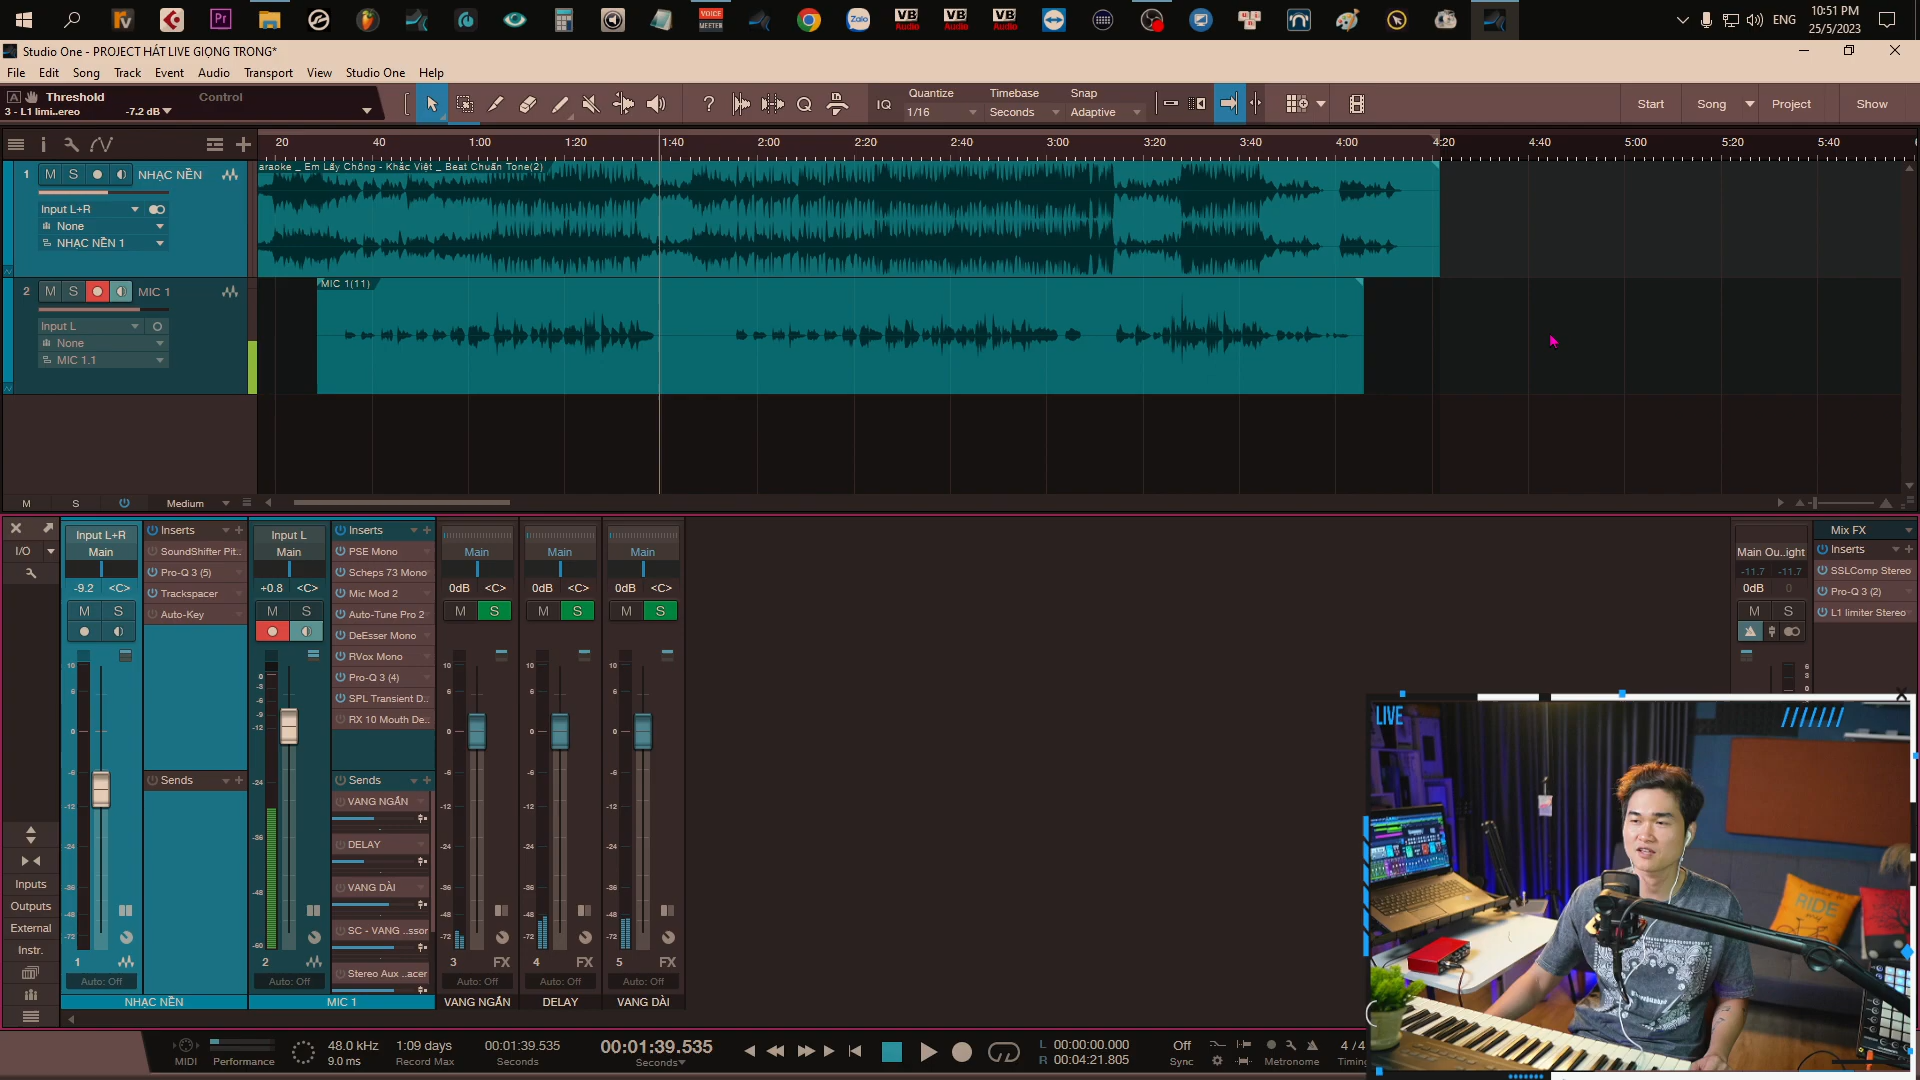 VOICE
MEETER
Zalo
VB
Audio
VB
Audio
VB
Audio
ENG
10:51 PM
25/5/2023
Studio One - PROJECT HÁT LIVE GIỌNG TRONG*
File Edit Song Track Event Audio Transport View Studio One Help
Threshold
Control
3 - L1 limi..ereo
-7.2 dB
IQ
Quantize
1/16
Timebase
Seconds
Snap
Adaptive
Start
Song
Project
Show
20 40 1:00 1:20 1:40 2:00 2:20 2:40 3:00 3:20 3:40 4:00 4:20 4:40 5:00 5:20 5:40
1 M S NHẠC NỀN
Input L+R
None
NHẠC NỀN 1
araoke _ Em Lấy Chồng - Khắc Việt _ Beat Chuẩn Tone(2)
2 M S MIC 1
Input L
None
MIC 1.1
MIC 1(11)
M S Medium
I/O
Inputs
Outputs
External
Instr.
Input L+R
Main
-9.2 <C>
M S
1
Auto: Off
NHẠC NỀN
Inserts
SoundShifter Pit..
Pro-Q 3 (5)
Trackspacer
Auto-Key
Sends
Input L
Main
+0.8 <C>
M S
2
Auto: Off
MIC 1
Inserts
PSE Mono
Scheps 73 Mono
Mic Mod 2
Auto-Tune Pro 2
DeEsser Mono
RVox Mono
Pro-Q 3 (4)
SPL Transient D..
RX 10 Mouth De..
Sends
VANG NGẮN
DELAY
VANG DÀI
SC - VANG ..ssor
Stereo Aux ..acer
Main
0dB <C>
M S
3 FX
Auto: Off
VANG NGẮN
Main
0dB <C>
M S
4 FX
Auto: Off
DELAY
Main
0dB <C>
M S
5 FX
Auto: Off
VANG DÀI
Main Ou..ight
-11.7 -11.7
0dB 0
M S
Mix FX
Inserts
SSLComp Stereo
Pro-Q 3 (2)
L1 limiter Stereo
LIVE
RIDE
MIDI
Performance
48.0 kHz
9.0 ms
1:09 days
Record Max
00:01:39.535
Seconds
00:01:39.535
Seconds
L 00:00:00.000
R 00:04:21.805
Off
Sync
Metronome
4 / 4
Timing